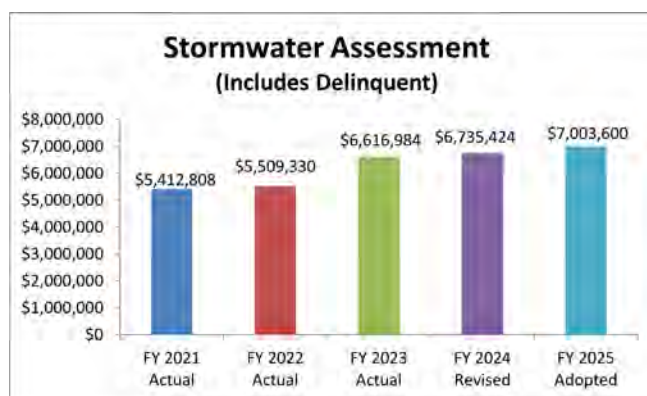 Stormwater Assessment
(Includes Delinquent)
$8,000,000
$7,000,000
$6,000,000
$5,000,000
$4,000,000
$3,000,000
$2,000,000
$1,000,000
$0
$5,412,808
$5,509,330
$6,616,984
$6,735,424
$7,003,600
FY 2021
Actual
FY 2022
Actual
FY 2023
Actual
FY 2024
Revised
FY 2025
Adopted